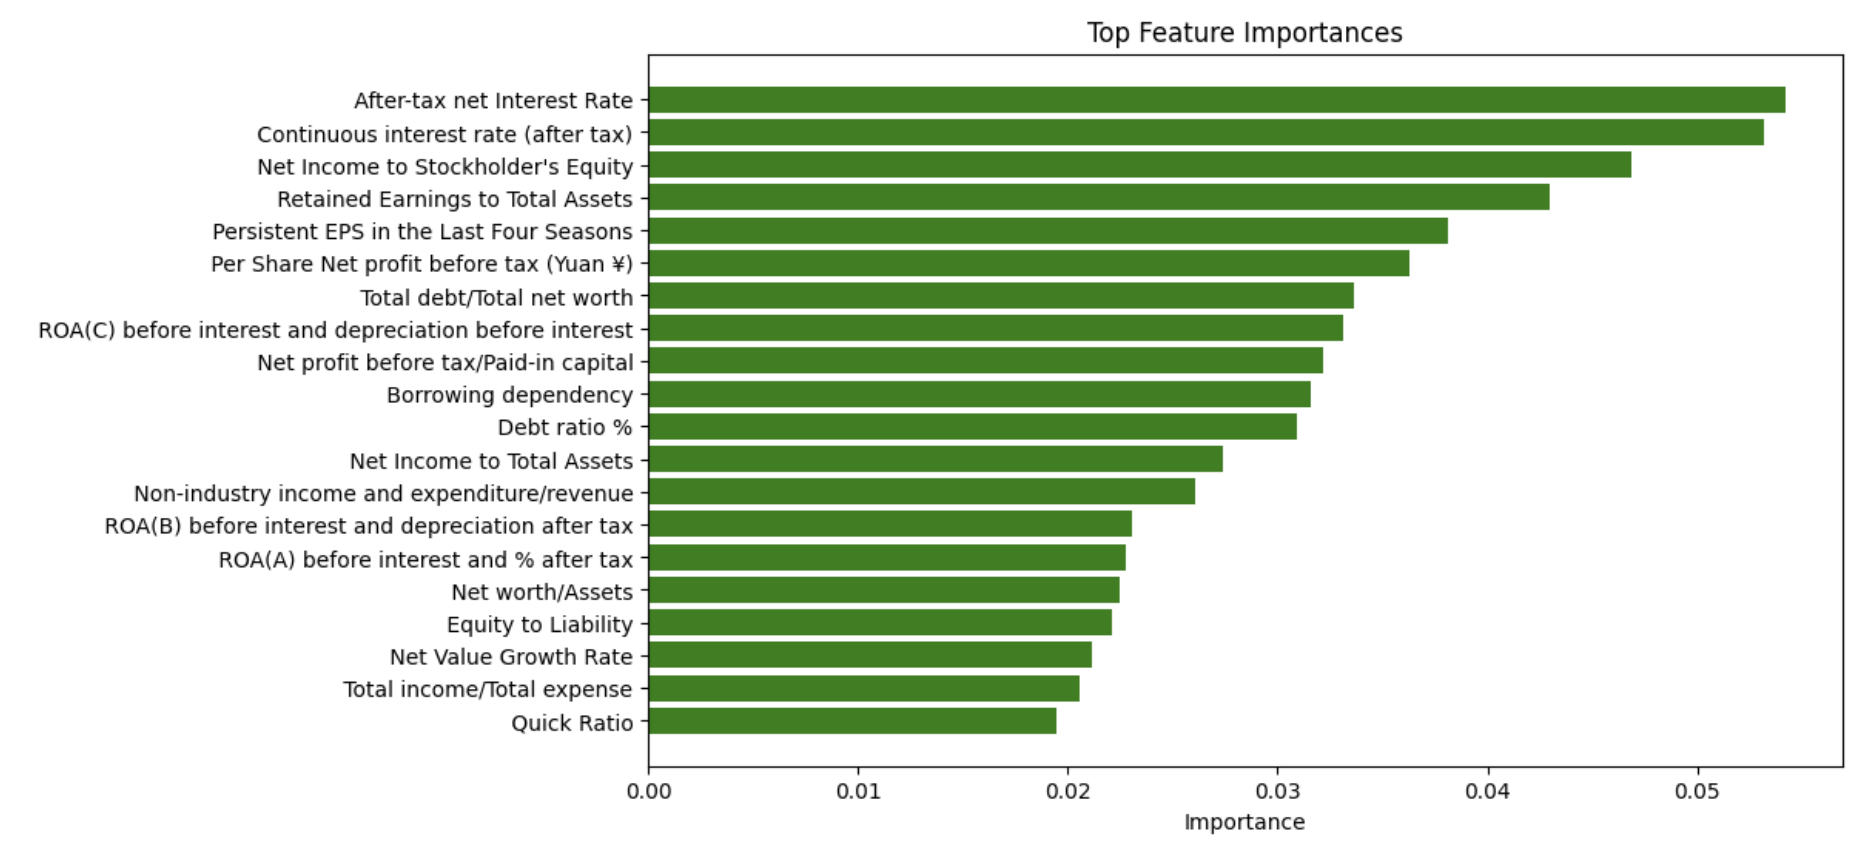 Top Feature Importances
After-tax net Interest Rate
Continuous interest rate (after tax)
Net Income to Stockholder's Equity
Retained Earnings to Total Assets
Persistent EPS in the Last Four Seasons
Per Share Net profit before tax (Yuan ¥)
Total debt/Total net worth
ROA(C) before interest and depreciation before interest
Net profit before tax/Paid-in capital
Borrowing dependency
Debt ratio %
Net Income to Total Assets
Non-industry income and expenditure/revenue
ROA(B) before interest and depreciation after tax
ROA(A) before interest and % after tax
Net worth/Assets
Equity to Liability
Net Value Growth Rate
Total income/Total expense
Quick Ratio
0.00 0.01 0.02 0.03 0.04 0.05
Importance